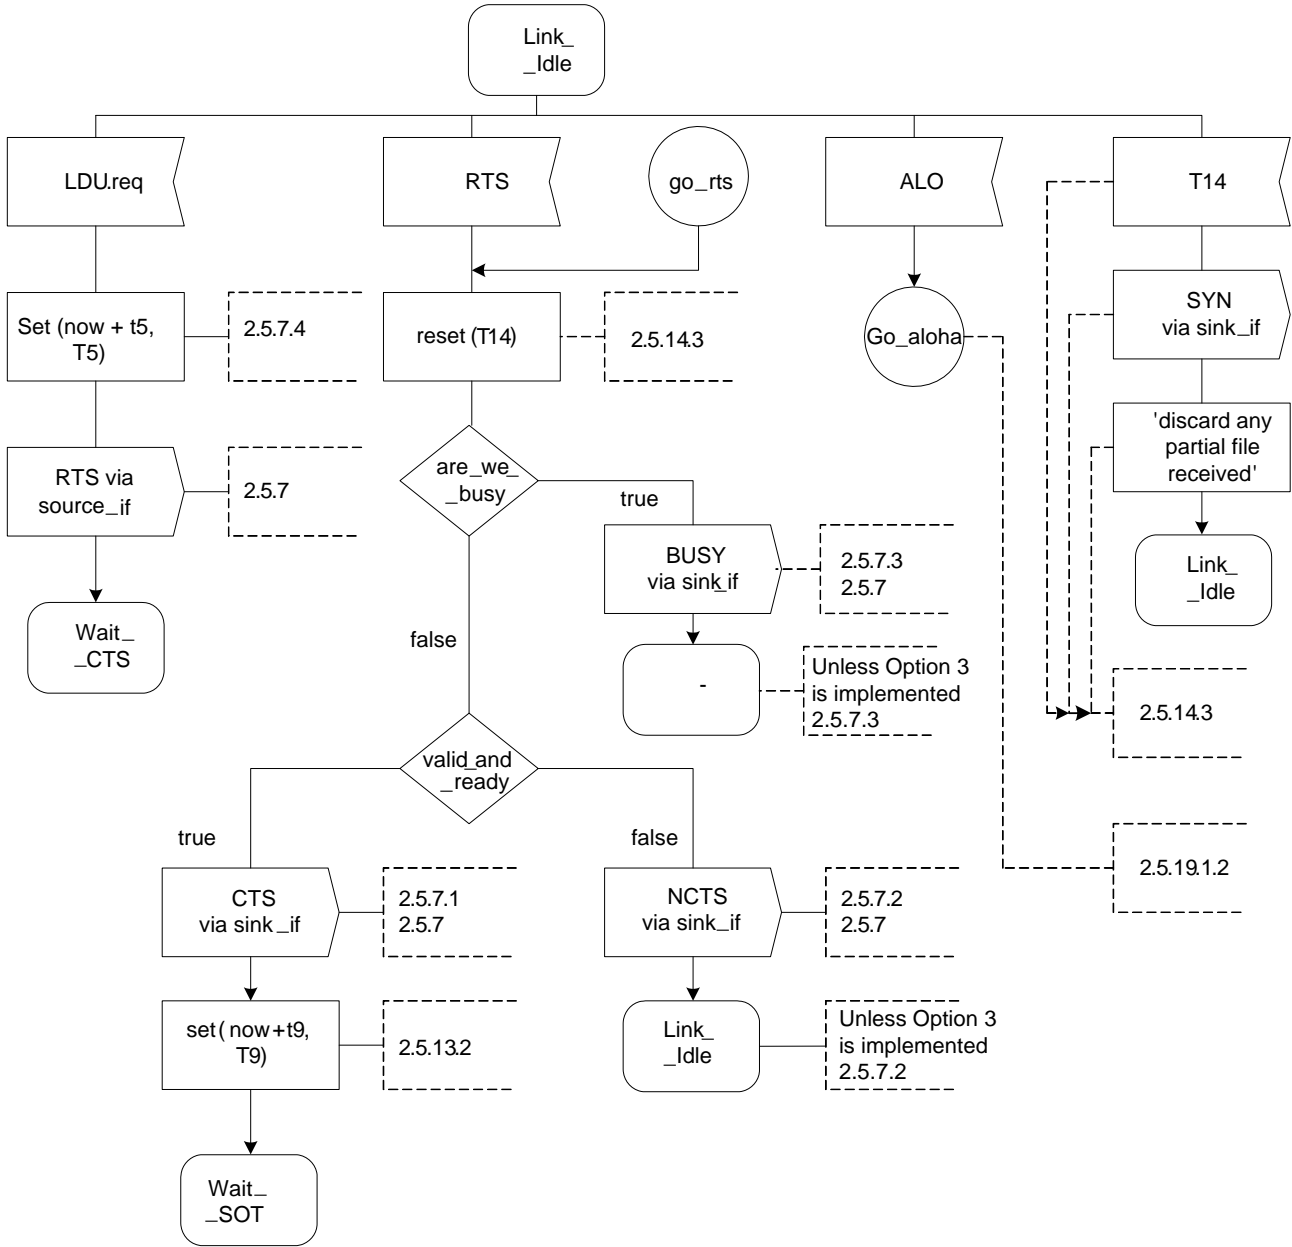 Link_
_Idle
LDU.req
RTS
go_rts
ALO
T14
Set (now + t5,
T5)
2.5.7.4
reset (T14)
2.5.14.3
Go_aloha
SYN
via sink_if
RTS via
source_if
2.5.7
are_we_
_busy
true
'discard any
partial file
received'
BUSY
via sink_if
2.5.7.3
2.5.7
Link_
_Idle
Wait_
_CTS
false
-
Unless Option 3
is implemented
2.5.7.3
2.5.14.3
valid_and
_ready
true
false
2.5.19.1.2
CTS
via sink_if
2.5.7.1
2.5.7
NCTS
via sink_if
2.5.7.2
2.5.7
set( now+t9,
T9)
2.5.13.2
Link_
_Idle
Unless Option 3
is implemented
2.5.7.2
Wait_
_SOT